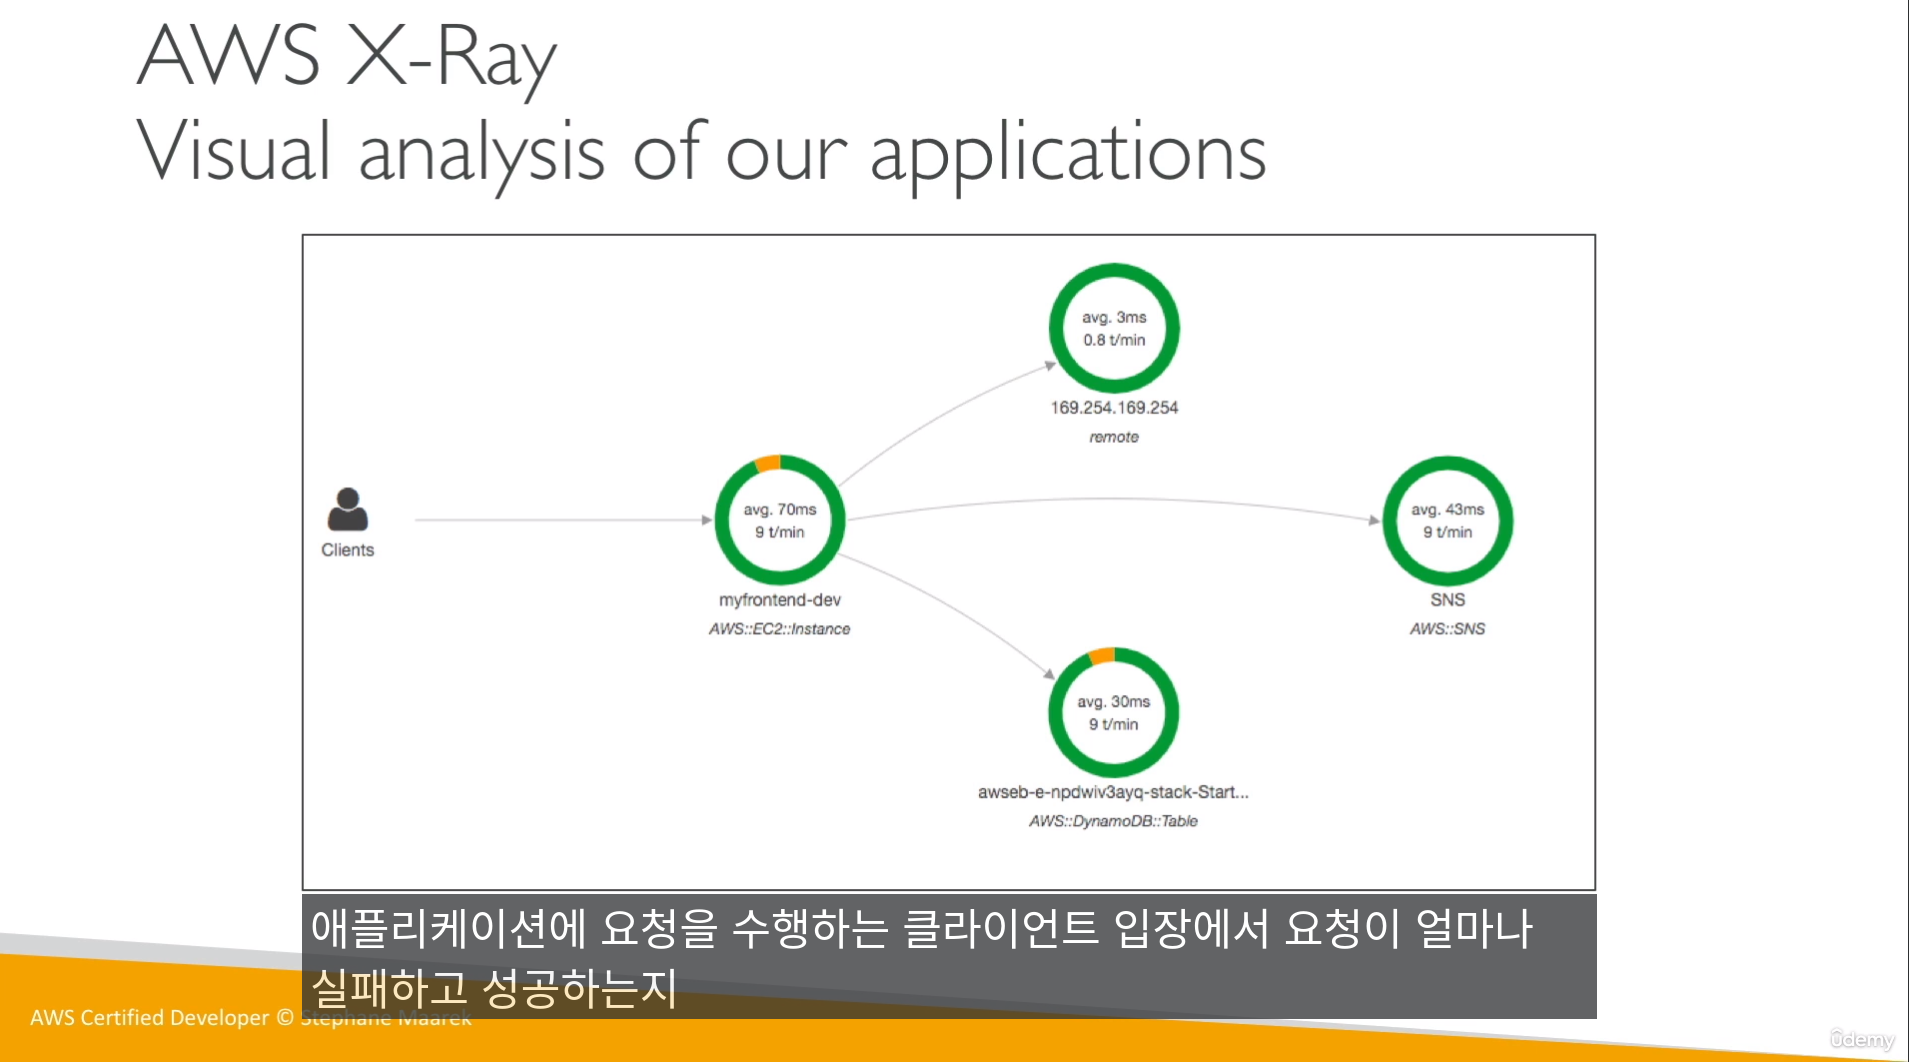 AWS X-Ray
Visual analysis of our applications
avg. 3ms
0.8 t/min
169.254.169.254
remote
Clients
avg. 70ms
9 t/min
myfrontend-dev
AWS::EC2::Instance
avg. 43ms
9 t/min
SNS
AWS::SNS
avg. 30ms
9 t/min
awseb-e-npdwiv3ayq-stack-Start...
AWS::DynamoDB::Table
애플리케이션에 요청을 수행하는 클라이언트 입장에서 요청이 얼마나
실패하고 성공하는지
AWS Certified Developer © Stephane Maarek
udemy